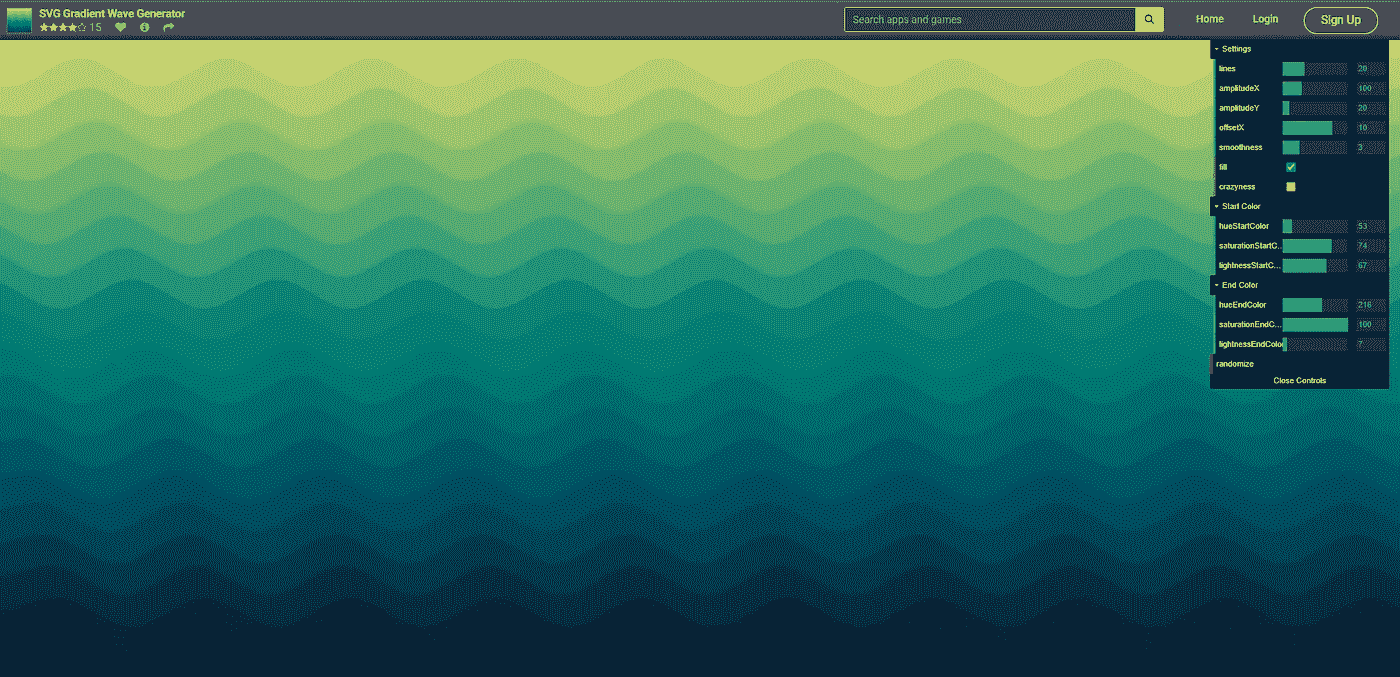 SVG Gradient Wave Generator
15
Search apps and games
Home
Login
Sign Up
Settings
lines 20
amplitudeX 100
amplitudeY 20
offsetX 10
smoothness 3
fill
crazyness
Start Color
hueStartColor 53
saturationStartC... 74
lightnessStartC... 67
End Color
hueEndColor 216
saturationEndC... 100
lightnessEndColor 7
randomize
Close Controls